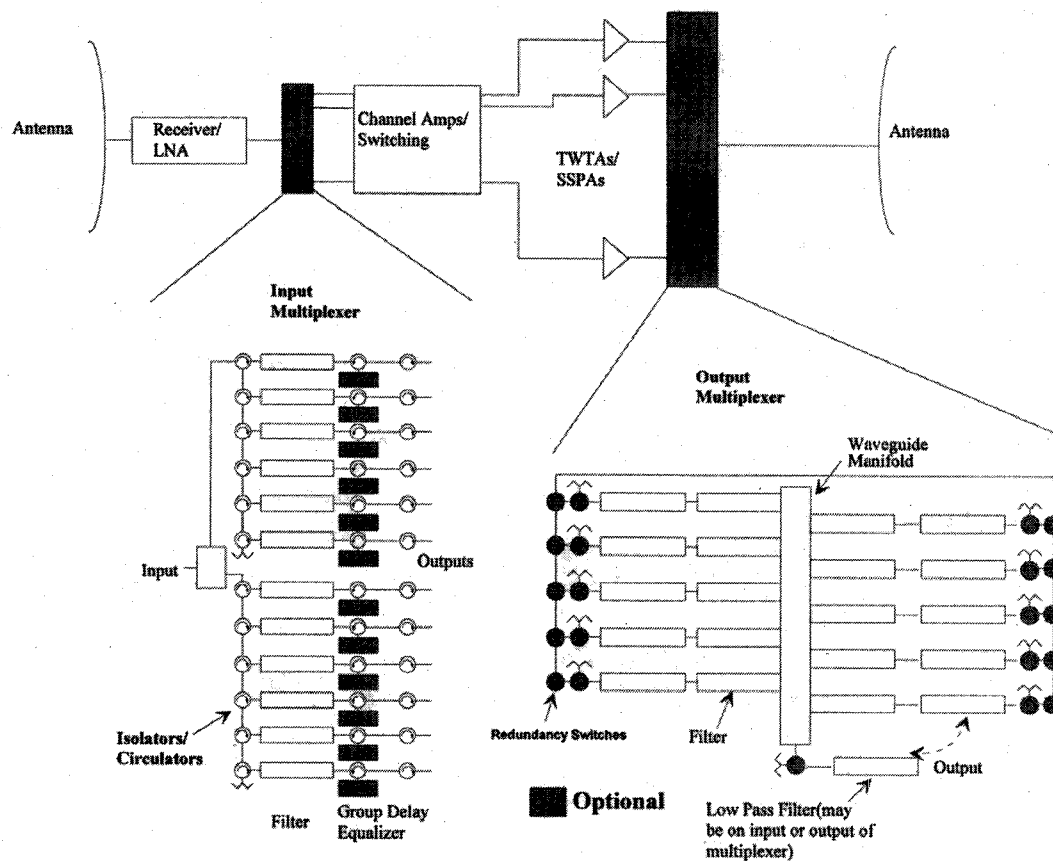 Antenna
Receiver/
LNA
Channel Amps/
Switching
TWTAs/
SSPAs
Antenna
Input
Multiplexer
Output
Multiplexer
Waveguide
Manifold
Input
Outputs
Isolators/
Circulators
Redundancy Switches
Filter
Output
Optional
Filter
Group Delay
Equalizer
Low Pass Filter(may
be on input or output of
multiplexer)